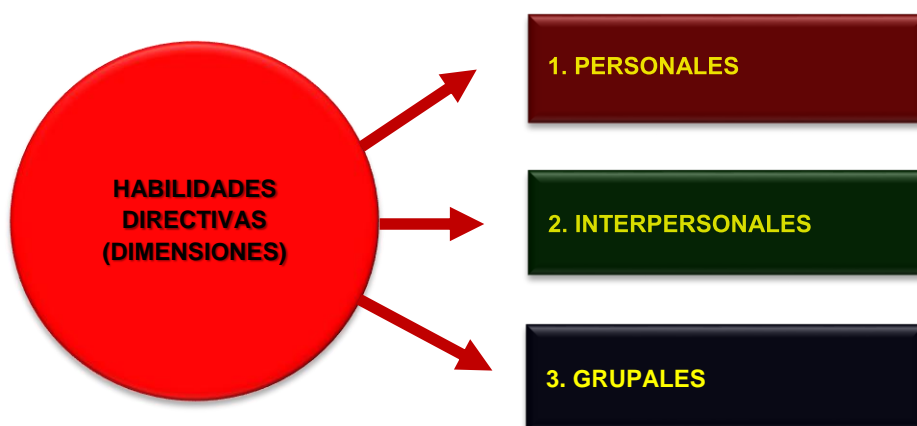 HABILIDADES
DIRECTIVAS
(DIMENSIONES)
1. PERSONALES
2. INTERPERSONALES
3. GRUPALES